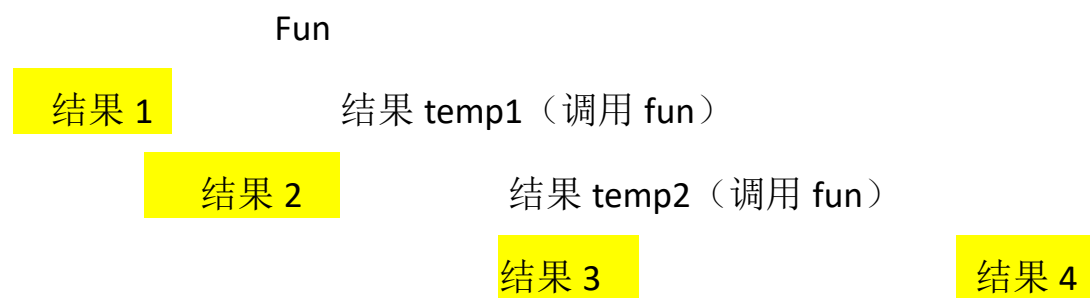 Fun
结果 1 结果 temp1（调用 fun）
结果 2 结果 temp2（调用 fun）
结果 3 结果 4